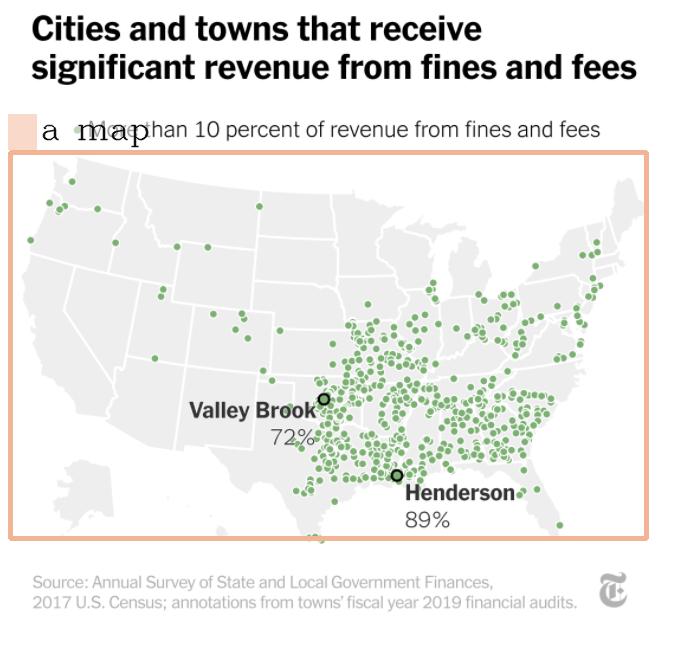 Cities and towns that receive
significant revenue from fines and fees
a map
than 10 percent of revenue from fines and fees
Valley Brook
72%
Henderson
89%
Source: Annual Survey of State and Local Government Finances,
2017 U.S. Census; annotations from towns’ fiscal year 2019 financial audits.
T